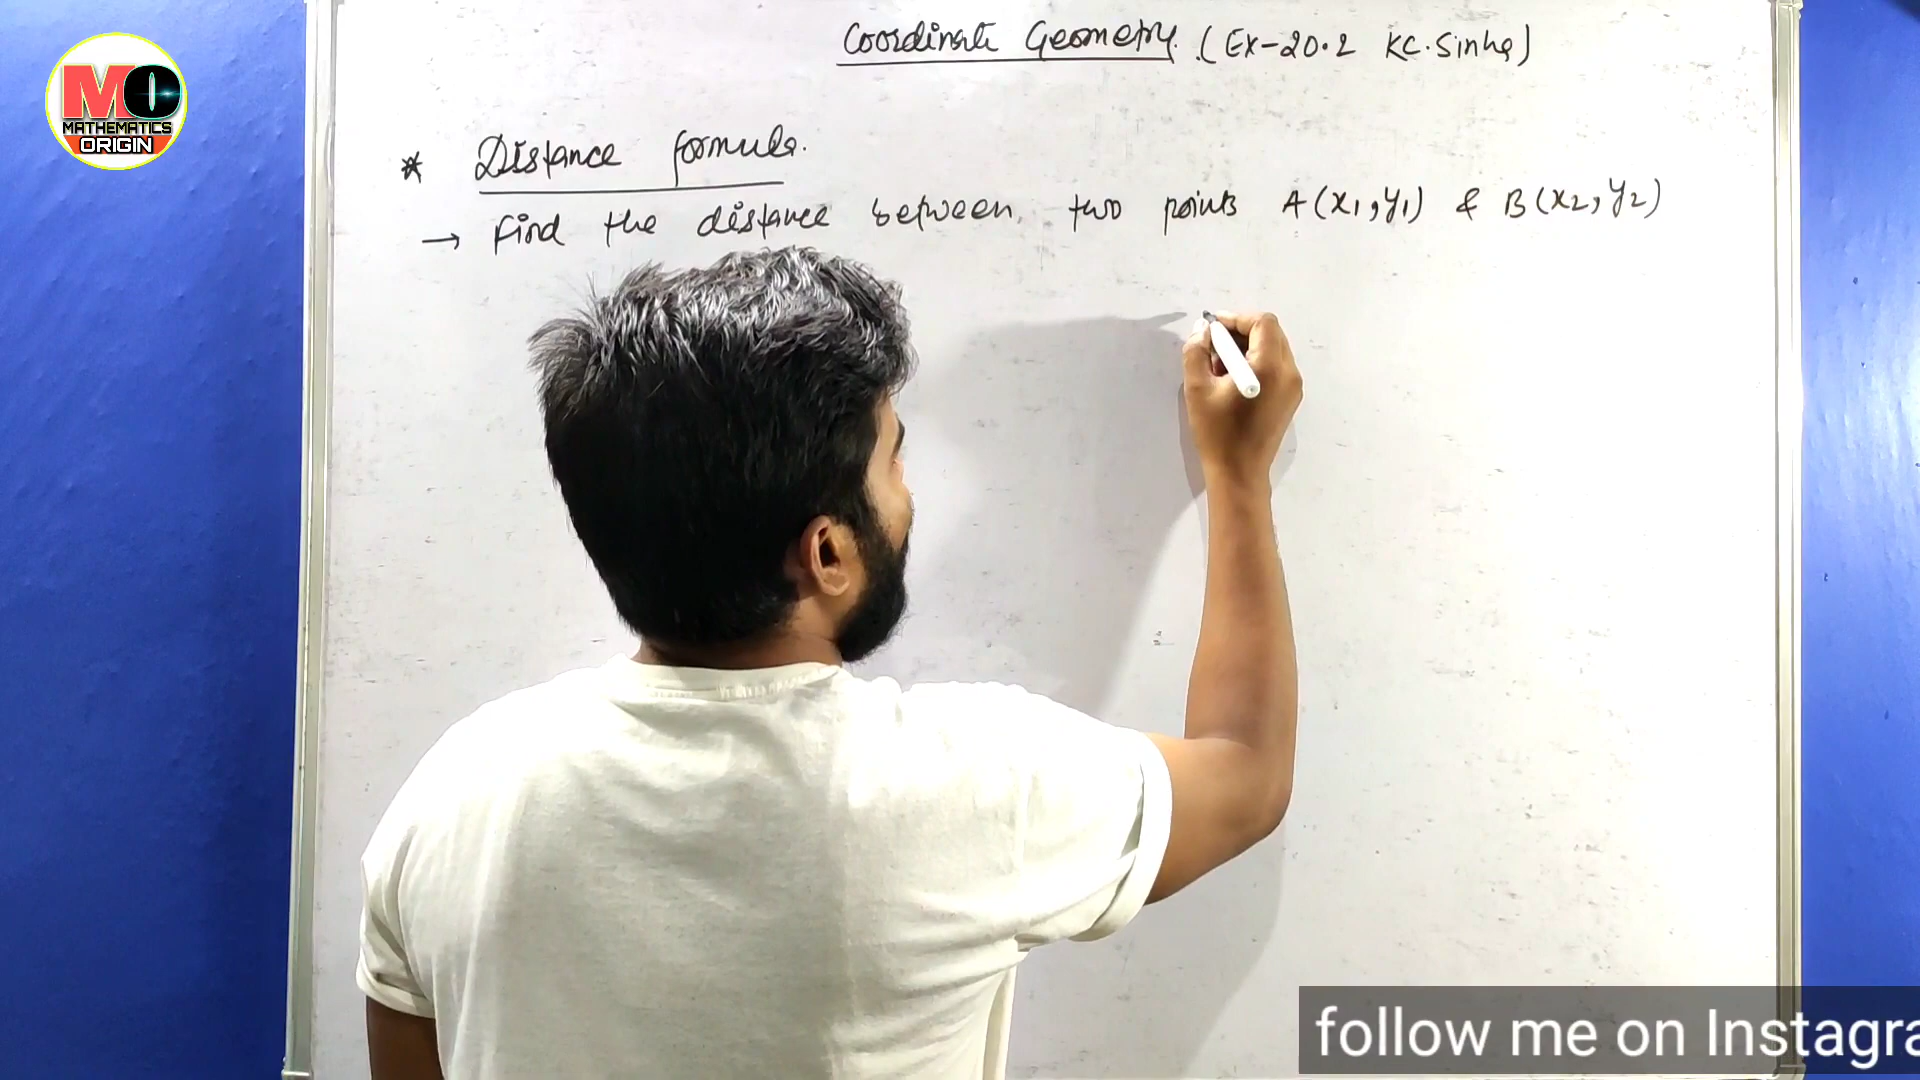 Coordinate Geometry. (Ex-20.2 KC.Sinha)
MO
MATHEMATICS
ORIGIN
* Distance formula.
→ Find the distance between two points A(x1,y1) & B(x2,y2)
follow me on Instagra